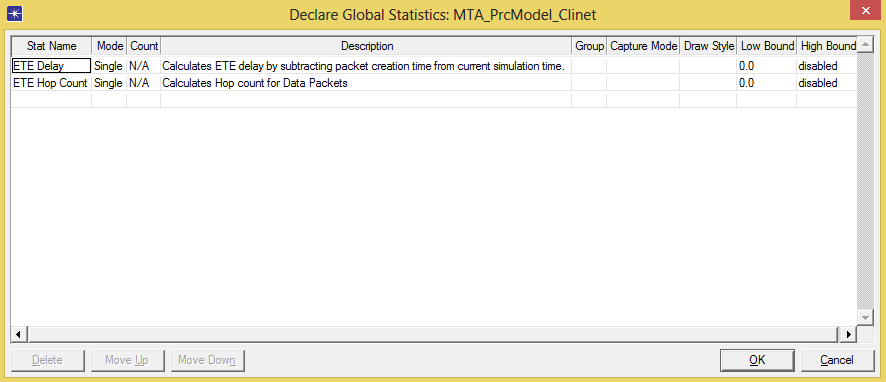 Declare Global Statistics: MTA_PrcModel_Clinet
Stat Name Mode Count Description Group Capture Mode Draw Style Low Bound High Bound
ETE Delay Single N/A Calculates ETE delay by subtracting packet creation time from current simulation time. 0.0 disabled
ETE Hop Count Single N/A Calculates Hop count for Data Packets 0.0 disabled
Delete Move Up Move Down OK Cancel